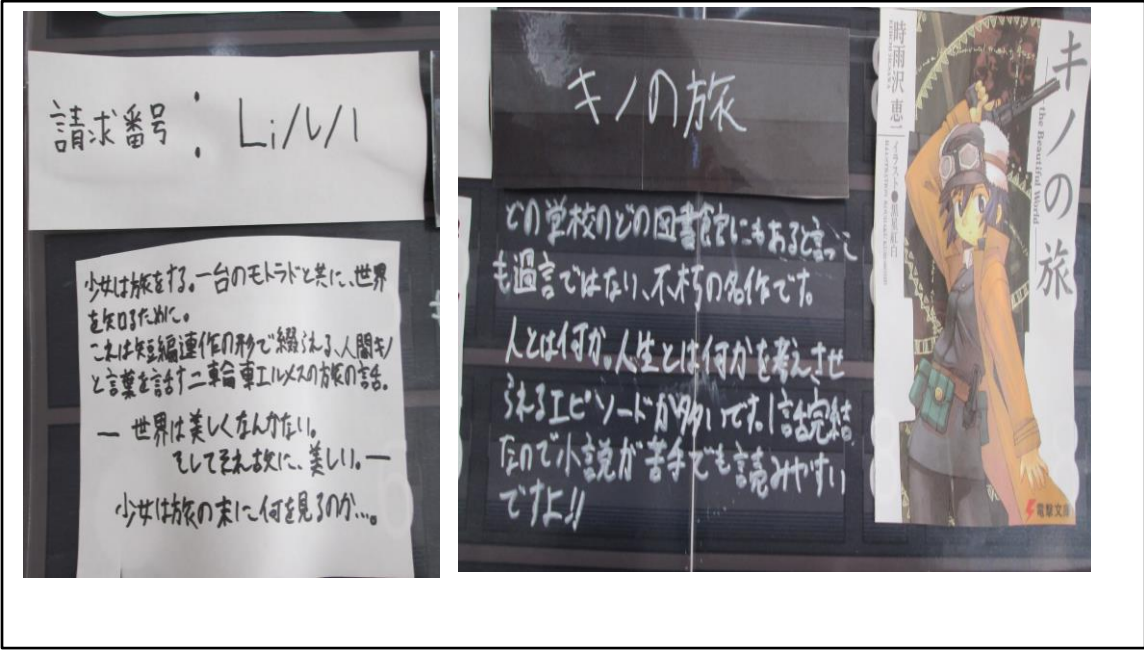 請求番号：Li/ル/1
少女は旅をする。一台のモトラドと共に、世界
を知るために。
これは短編連作の形で綴られる、人間キノ
と言葉を話す二輪車エルメスの旅の話。
― 世界は美しくなんかない。
そしてそれ故に、美しい。―
少女は旅の末に何を見るのか…。
キノの旅
どの学校のどの図書館にもあると言って
も過言ではない、不朽の名作です。
人とは何か。人生とは何かを考えさせ
られるエピソードが多いです。1話完結
なので小説が苦手でも読みやすい
ですよ!!
キノの旅
the Beautiful World
時雨沢恵一
イラスト●黒星紅白
電撃文庫